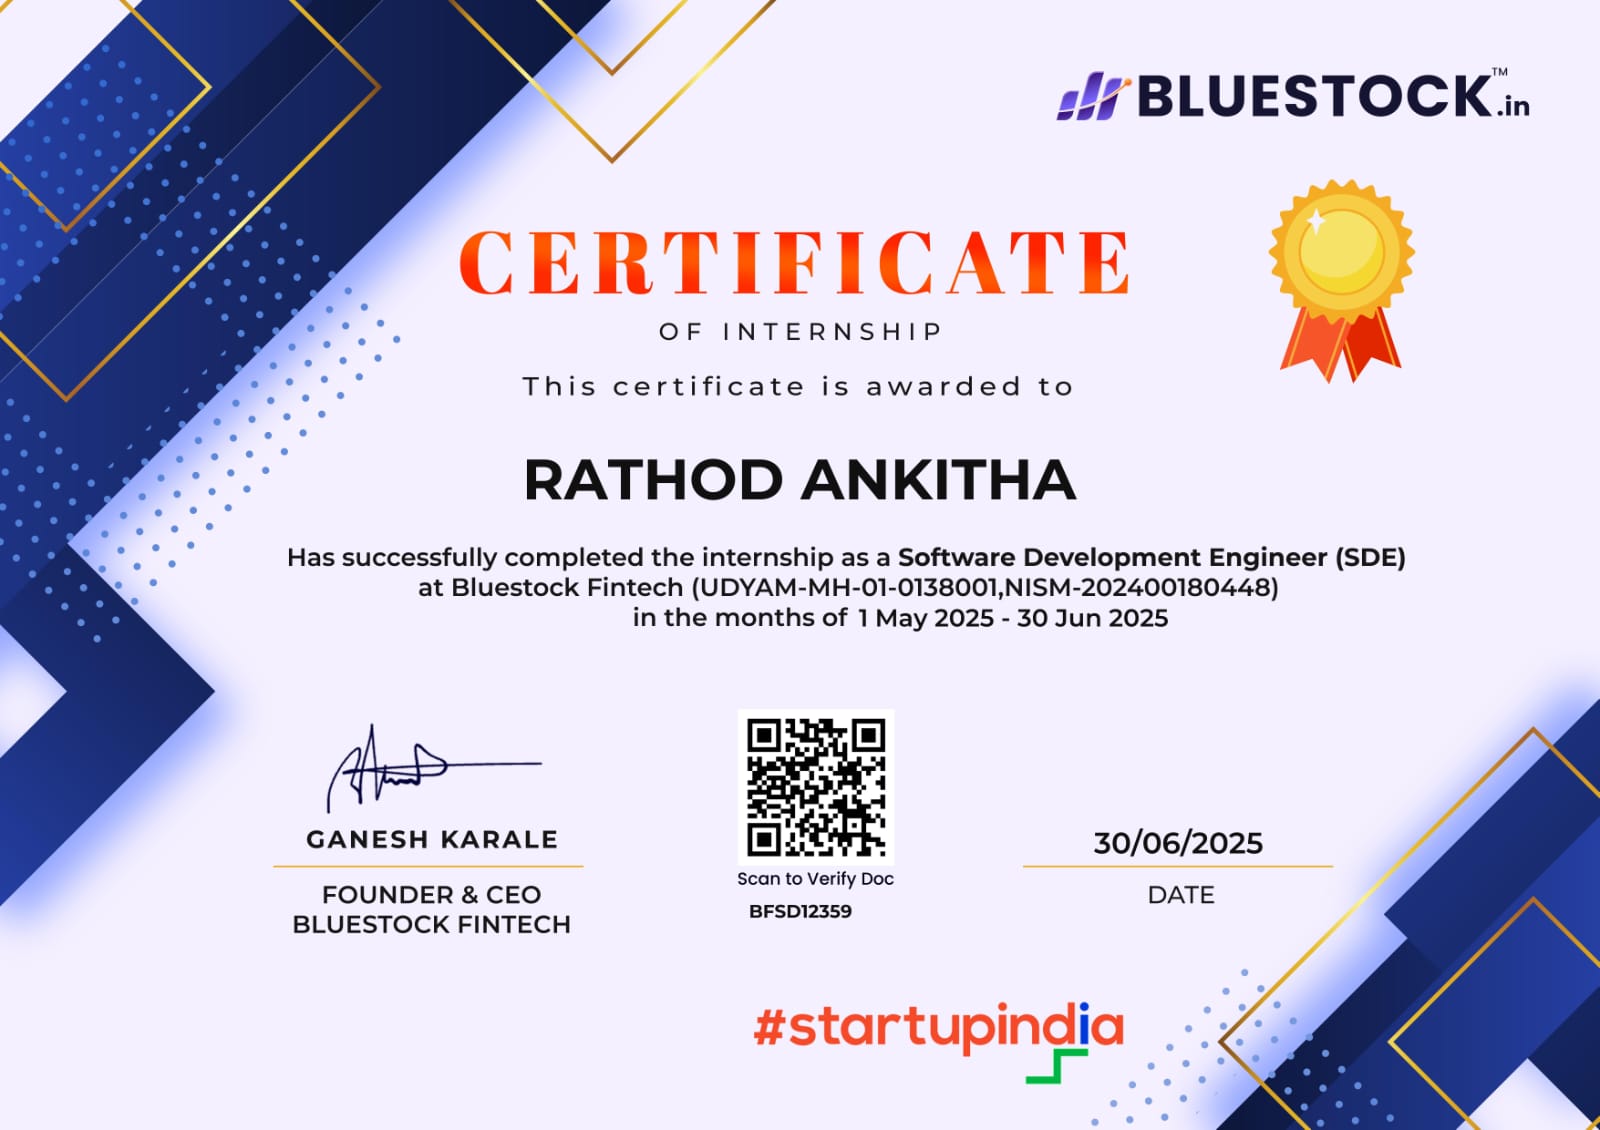 BLUESTOCK.in™
CERTIFICATE
OF INTERNSHIP
This certificate is awarded to
RATHOD ANKITHA
Has successfully completed the internship as a Software Development Engineer (SDE)
at Bluestock Fintech (UDYAM-MH-01-0138001,NISM-202400180448)
in the months of 1 May 2025 - 30 Jun 2025
GANESH KARALE
FOUNDER & CEO
BLUESTOCK FINTECH
Scan to Verify Doc
BFSD12359
30/06/2025
DATE
#startupindia